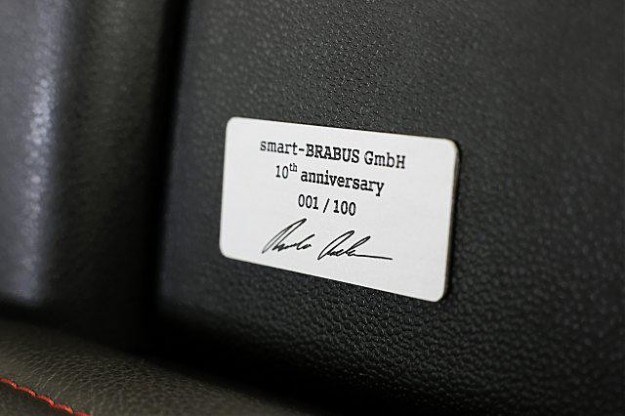 smart-BRABUS GmbH
10th anniversary
001 / 100